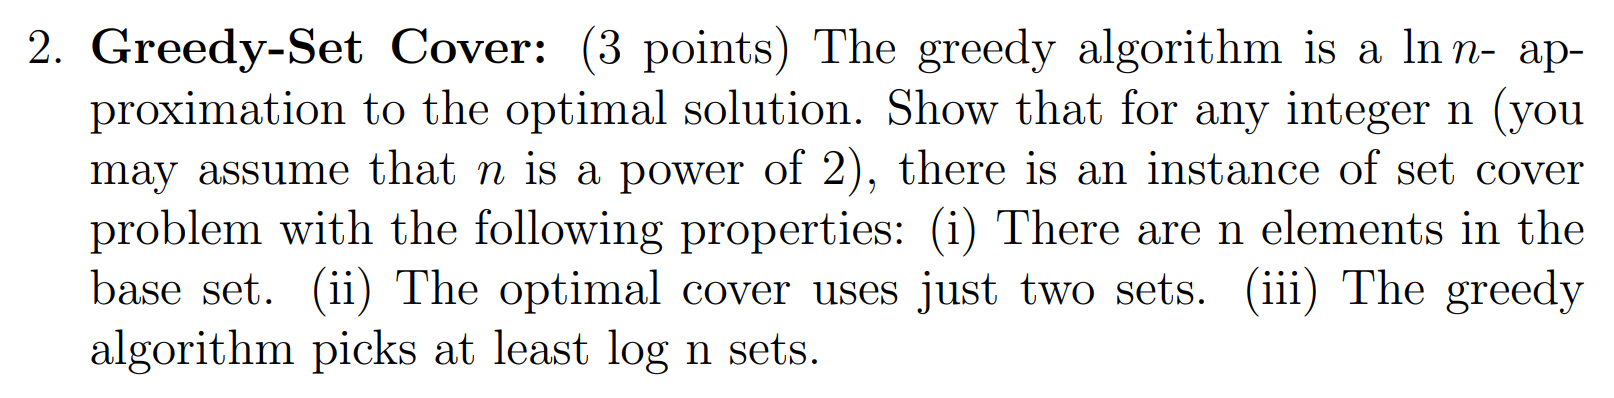 2. Greedy-Set Cover: (3 points) The greedy algorithm is a ln n- ap-
proximation to the optimal solution. Show that for any integer n (you
may assume that n is a power of 2), there is an instance of set cover
problem with the following properties: (i) There are n elements in the
base set. (ii) The optimal cover uses just two sets. (iii) The greedy
algorithm picks at least log n sets.